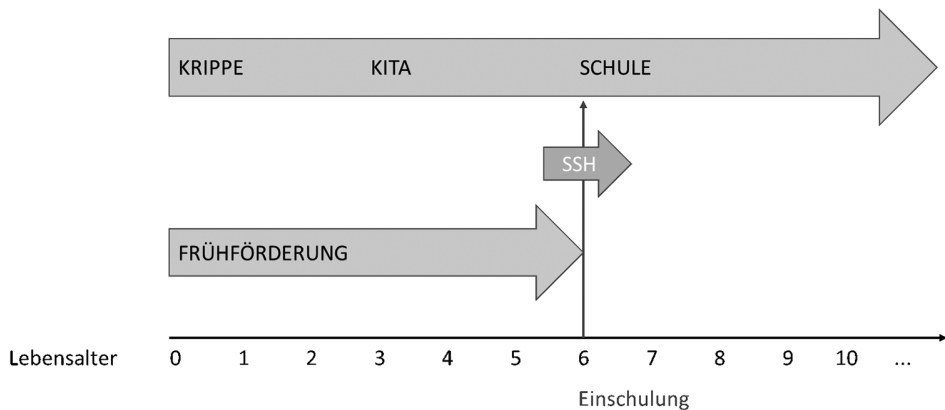 KRIPPE KITA SCHULE
SSH
FRÜHFÖRDERUNG
Lebensalter 0 1 2 3 4 5 6 7 8 9 10 ...
Einschulung